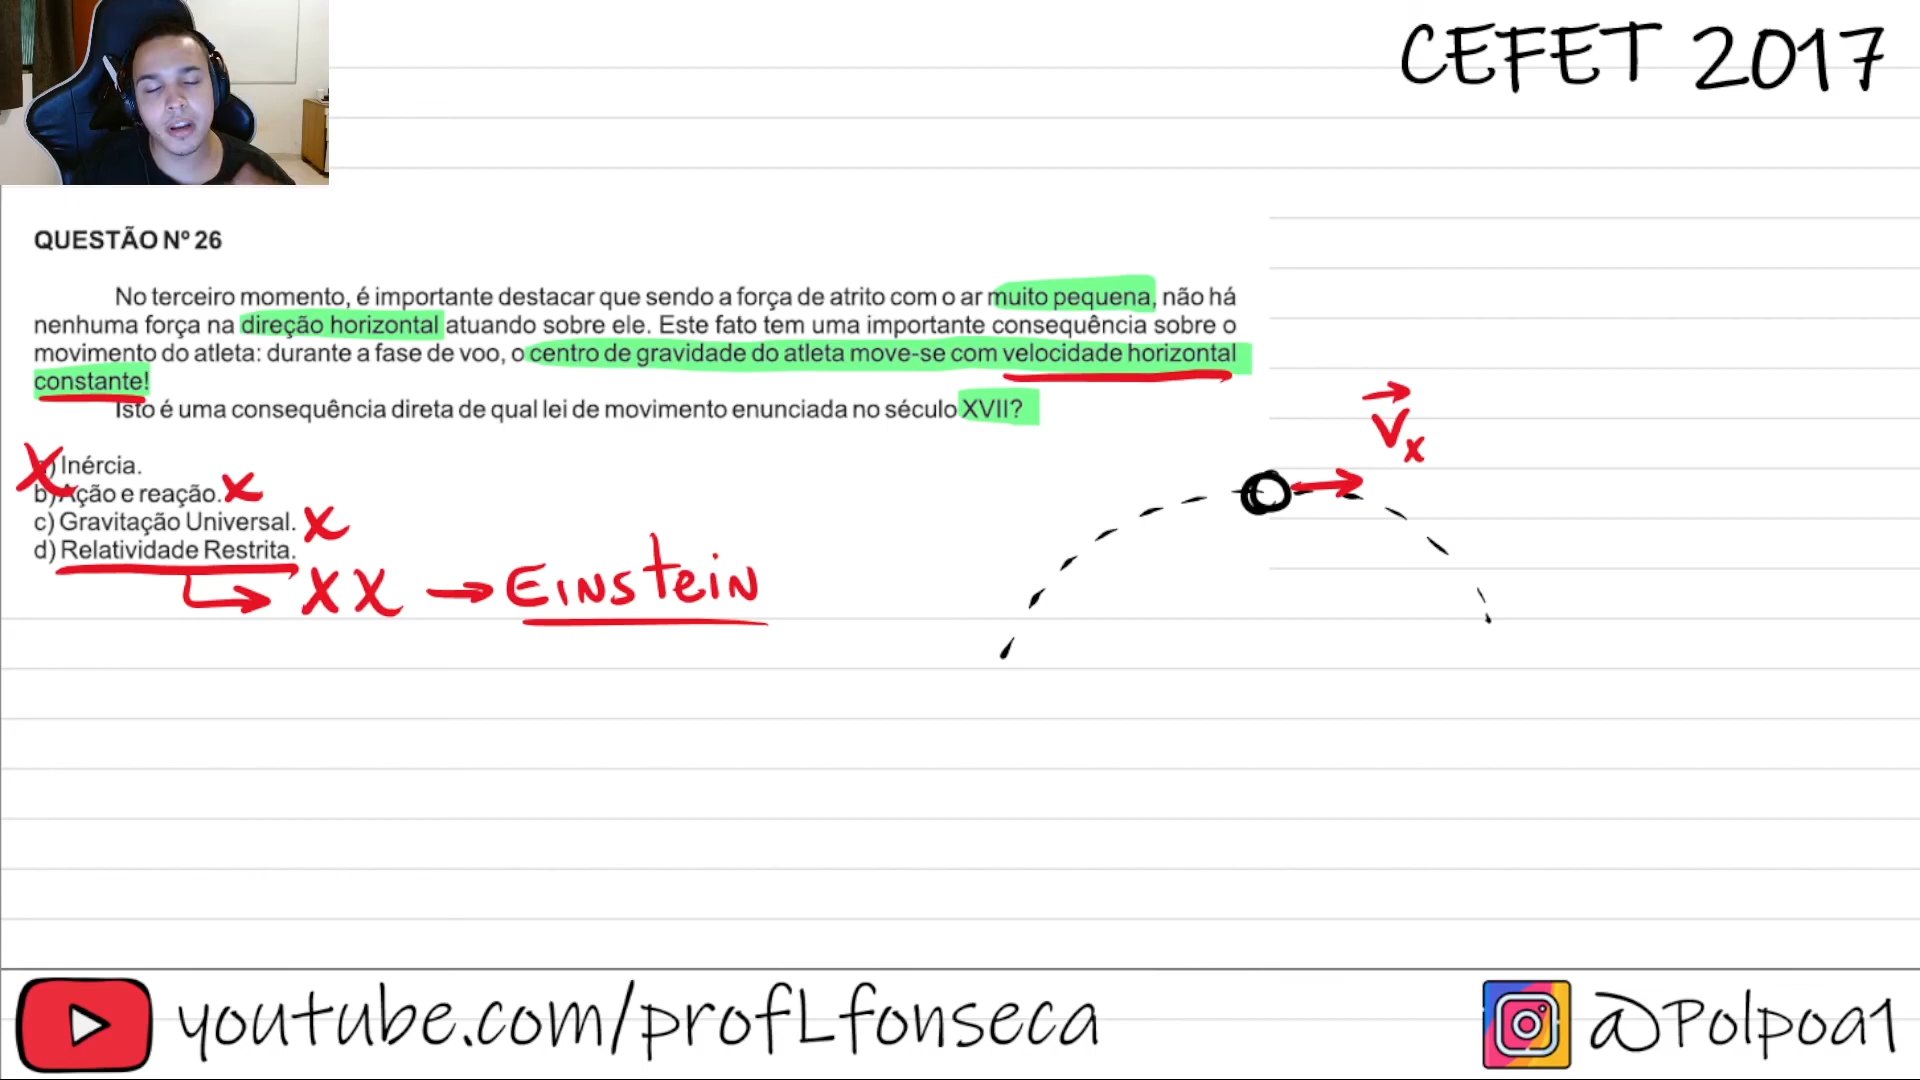 CEFET 2017
QUESTÃO Nº 26
No terceiro momento, é importante destacar que sendo a força de atrito com o ar muito pequena, não há
nenhuma força na direção horizontal atuando sobre ele. Este fato tem uma importante consequência sobre o
movimento do atleta: durante a fase de voo, o centro de gravidade do atleta move-se com velocidade horizontal
constante!
Isto é uma consequência direta de qual lei de movimento enunciada no século XVII?
X a) Inércia.
b) Ação e reação. x
c) Gravitação Universal. x
d) Relatividade Restrita.
XX → EINStEIN
Vx
youtube.com/profLfonseca
@Polpoa1